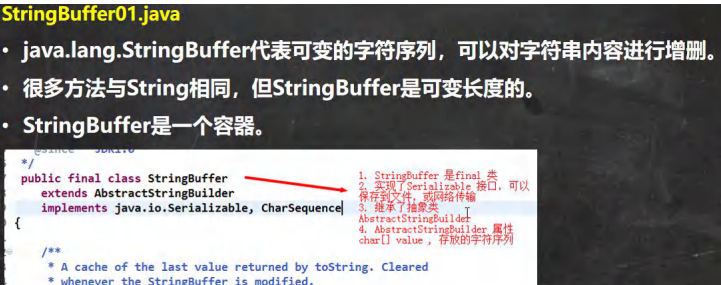 StringBuffer01.java
• java.lang.StringBuffer代表可变的字符序列，可以对字符串内容进行增删。
• 很多方法与String相同，但StringBuffer是可变长度的。
• StringBuffer是一个容器。
*/
public final class StringBuffer
extends AbstractStringBuilder
implements java.io.Serializable, CharSequence
{
/**
* A cache of the last value returned by toString. Cleared
* whenever the StringBuffer is modified.
1. StringBuffer 是final 类
2. 实现了Serializable 接口，可以
保存到文件，或网络传输
3. 继承了抽象类
AbstractStringBuilder
4. AbstractStringBuilder 属性
char[] value ，存放的字符序列